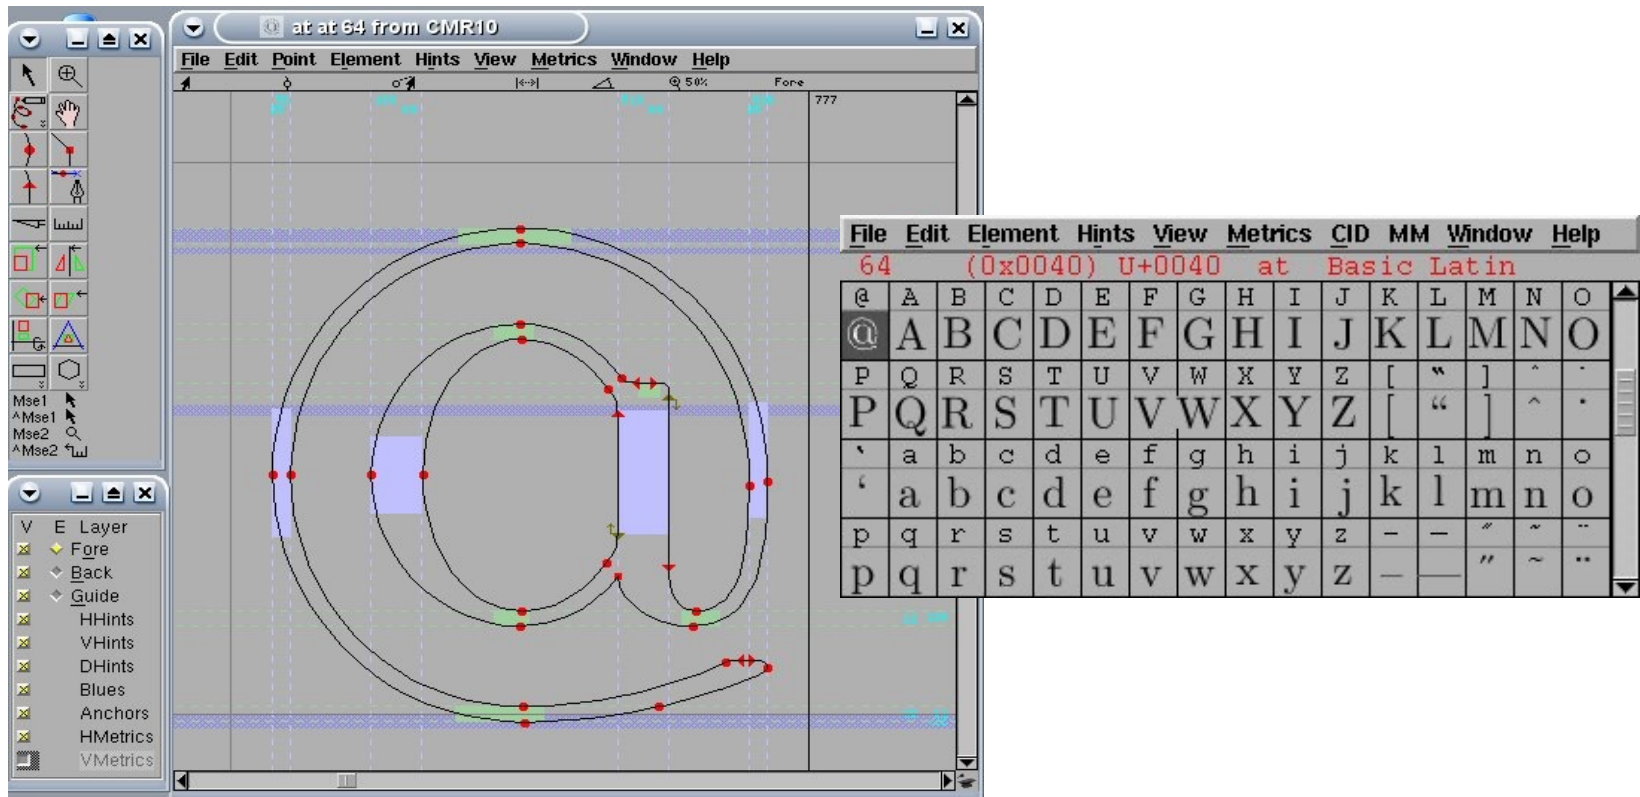 at at 64 from CMR10
File Edit Point Element Hints View Metrics Window Help
50% Fore
777
Mse1
^Mse1
Mse2
^Mse2
V E Layer
Fore
Back
Guide
HHints
VHints
DHints
Blues
Anchors
HMetrics
VMetrics
File Edit Element Hints View Metrics CID MM Window Help
64 (0x0040) U+0040 at Basic Latin
@ A B C D E F G H I J K L M N O
@ A B C D E F G H I J K L M N O
P Q R S T U V W X Y Z [ “ ] ^ ˙
P Q R S T U V W X Y Z [ “ ] ^ ˙
‘ a b c d e f g h i j k l m n o
‘ a b c d e f g h i j k l m n o
p q r s t u v w x y z – — ˝ ~ ¨
p q r s t u v w x y z – — ˝ ~ ¨